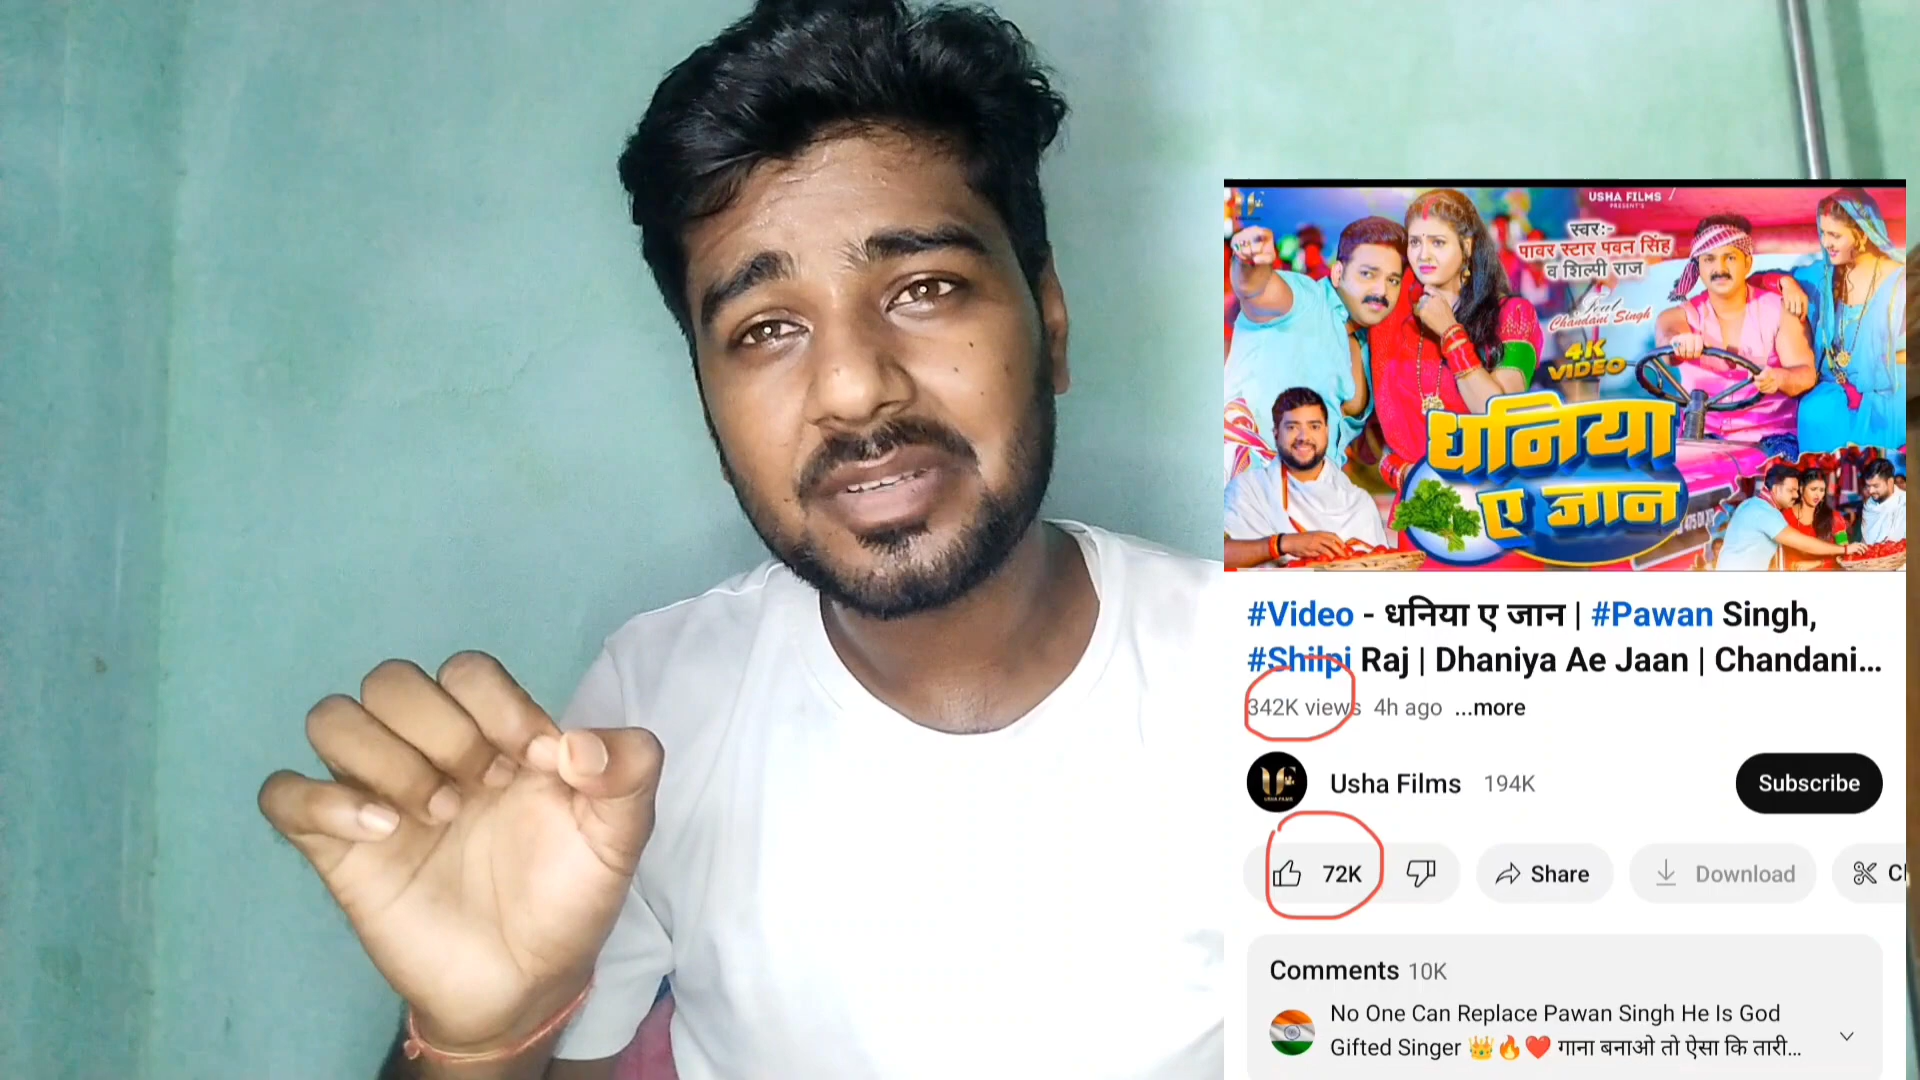 USHA FILMS
PRESENT'S
स्वरः-
पावर स्टार पवन सिंह
व शिल्पी राज
Feat
Chandani Singh
4K
VIDEO
धनिया
ए जान
#Video - धनिया ए जान | #Pawan Singh,
#Shilpi Raj | Dhaniya Ae Jaan | Chandani...
342K views 4h ago ...more
Usha Films 194K
Subscribe
72K
Share
Download
Comments 10K
No One Can Replace Pawan Singh He Is God
Gifted Singer 👑🔥❤️ गाना बनाओ तो ऐसा कि तारी...